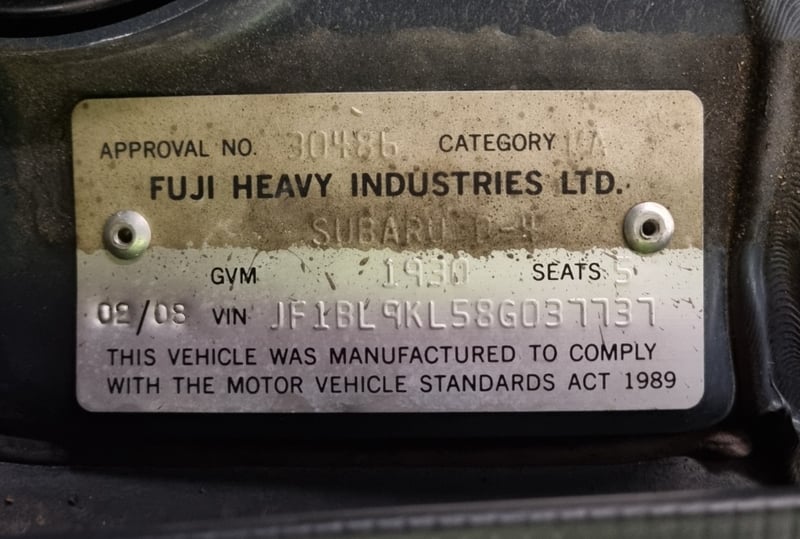 APPROVAL NO. 30486 CATEGORY MA
FUJI HEAVY INDUSTRIES LTD.
SUBARU D-4
GVM 1930 SEATS 5
02/08 VIN JF1BL9KL58G037737
THIS VEHICLE WAS MANUFACTURED TO COMPLY
WITH THE MOTOR VEHICLE STANDARDS ACT 1989